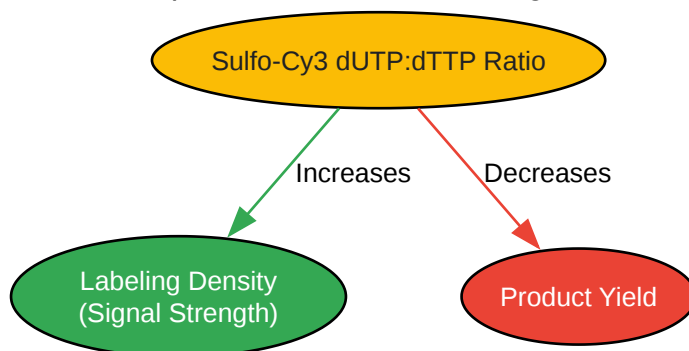 Sulfo-Cy3 dUTP:dTTP Ratio
Increases
Decreases
Labeling Density
(Signal Strength)
Product Yield